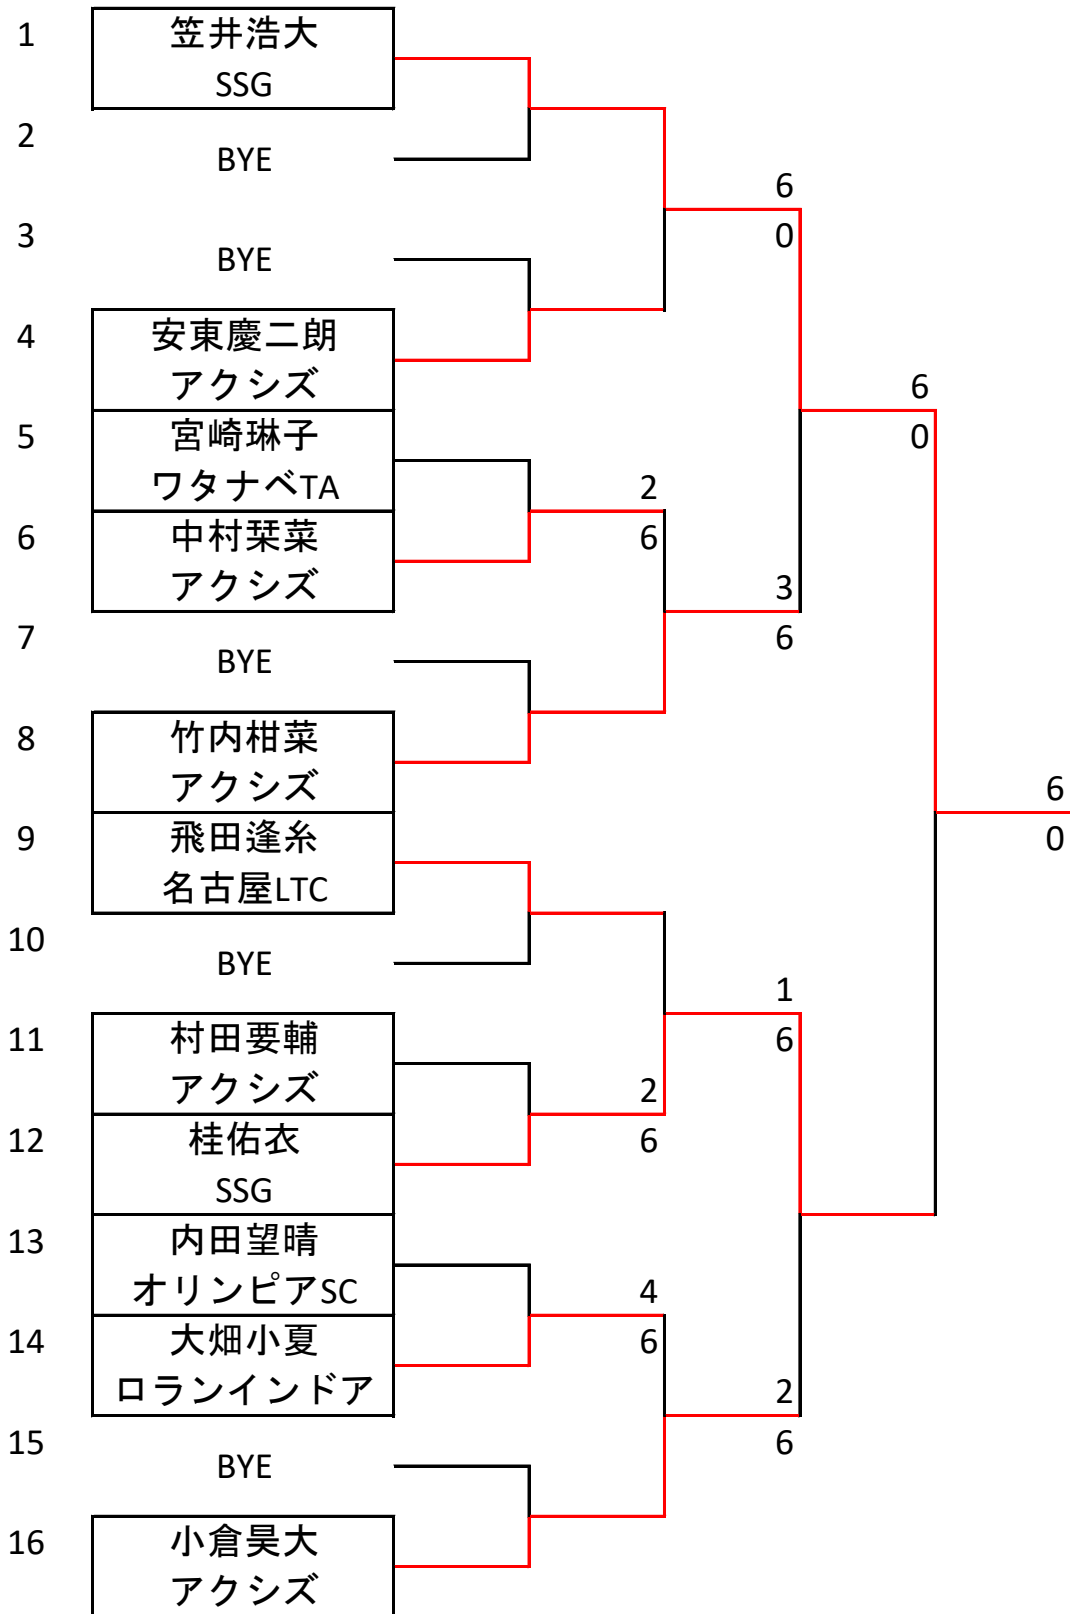 1
笠井浩大
SSG
2
BYE
6
3
BYE
0
4
安東慶二朗
アクシズ
6
5
宮崎琳子
0
ワタナベTA
2
6
中村栞菜
6
アクシズ
3
7
BYE
6
8
竹内柑菜
アクシズ
6
9
飛田逢糸
0
名古屋LTC
10
BYE
1
11
村田要輔
6
アクシズ
2
12
桂佑衣
6
SSG
13
内田望晴
オリンピアSC
4
14
大畑小夏
6
ロランインドア
2
15
BYE
6
16
小倉昊大
アクシズ